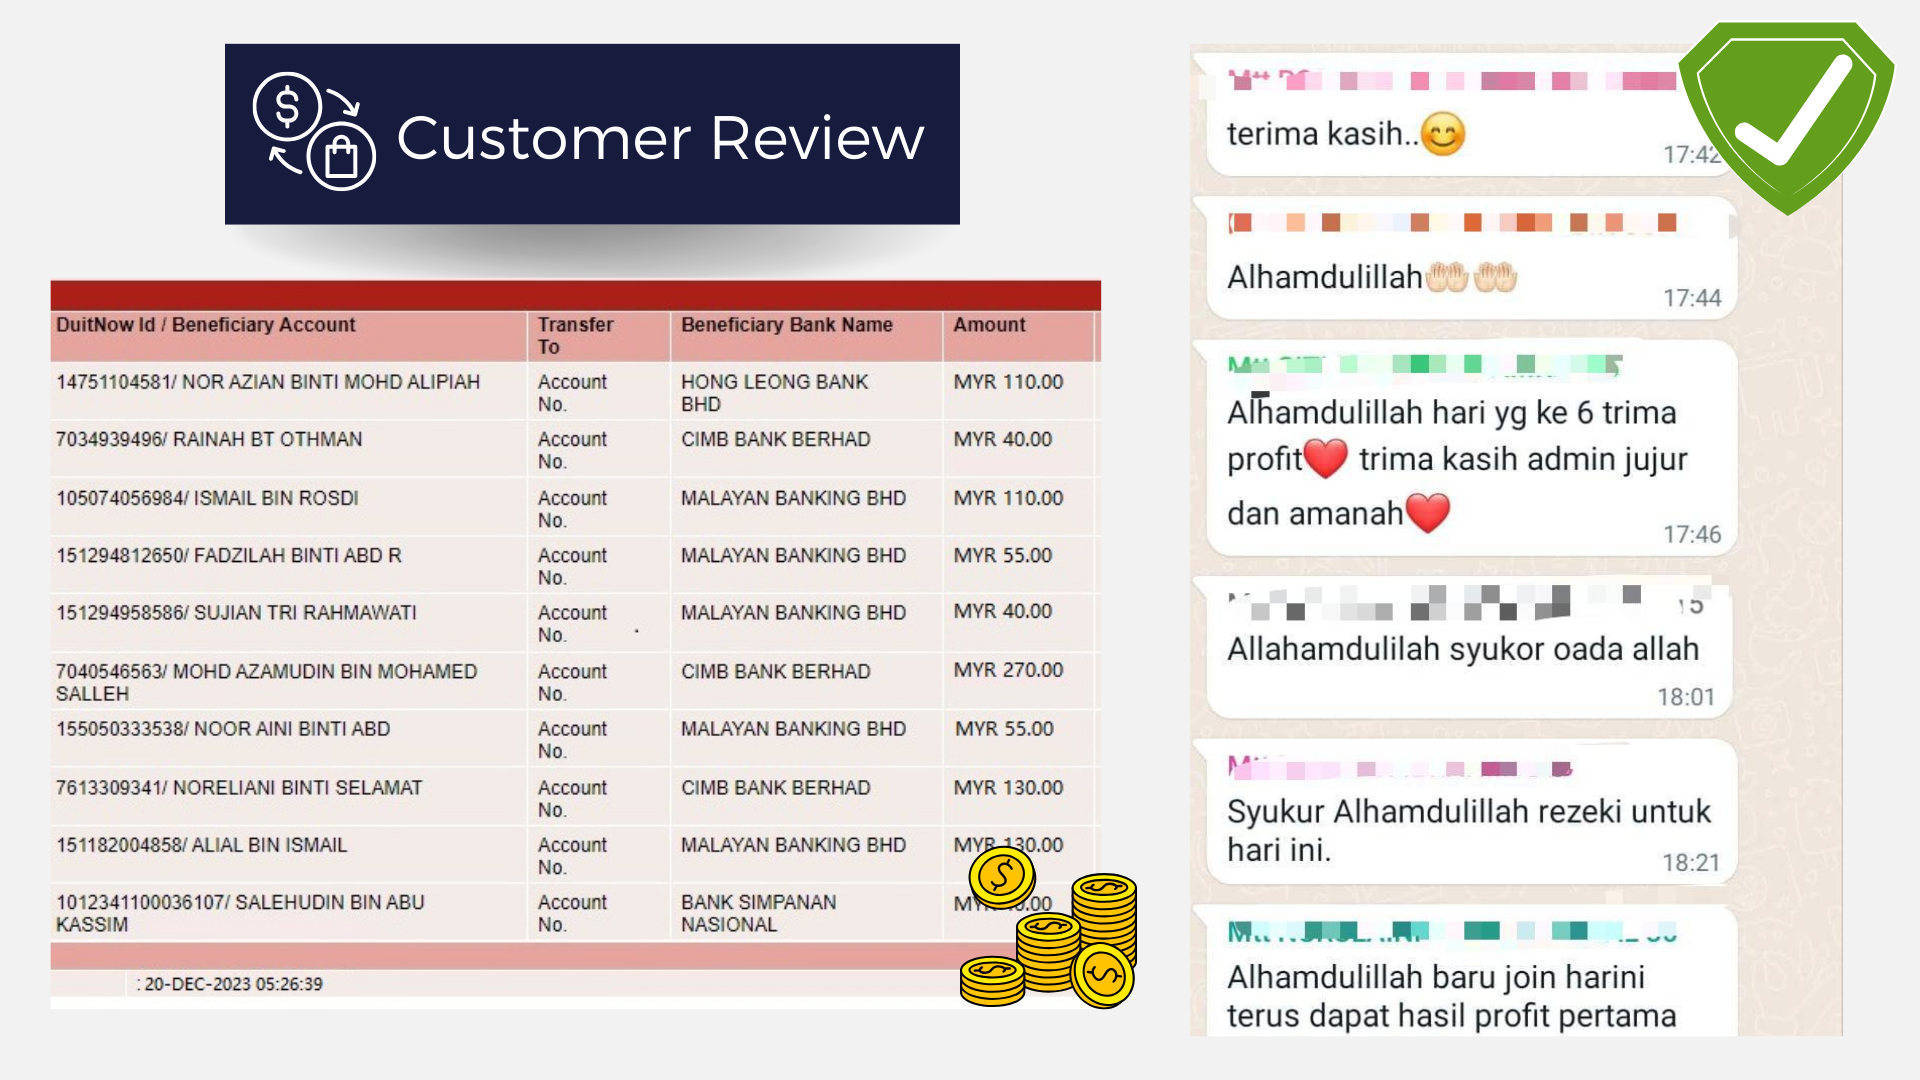 Customer Review
DuitNow Id / Beneficiary Account
Transfer
To
Beneficiary Bank Name
Amount
14751104581/ NOR AZIAN BINTI MOHD ALIPIAH
Account
No.
HONG LEONG BANK
BHD
MYR 110.00
7034939496/ RAINAH BT OTHMAN
Account
No.
CIMB BANK BERHAD
MYR 40.00
105074056984/ ISMAIL BIN ROSDI
Account
No.
MALAYAN BANKING BHD
MYR 110.00
151294812650/ FADZILAH BINTI ABD R
Account
No.
MALAYAN BANKING BHD
MYR 55.00
151294958586/ SUJIAN TRI RAHMAWATI
Account
No.
MALAYAN BANKING BHD
MYR 40.00
7040546563/ MOHD AZAMUDIN BIN MOHAMED
SALLEH
Account
No.
CIMB BANK BERHAD
MYR 270.00
155050333538/ NOOR AINI BINTI ABD
Account
No.
MALAYAN BANKING BHD
MYR 55.00
7613309341/ NORELIANI BINTI SELAMAT
Account
No.
CIMB BANK BERHAD
MYR 130.00
151182004858/ ALIAL BIN ISMAIL
Account
No.
MALAYAN BANKING BHD
MYR 130.00
1012341100036107/ SALEHUDIN BIN ABU
KASSIM
Account
No.
BANK SIMPANAN
NASIONAL
: 20-DEC-2023 05:26:39
terima kasih..😊
17:42
Alhamdulillah🤲🏻🤲🏻
17:44
Alhamdulillah hari yg ke 6 trima
profit❤️ trima kasih admin jujur
dan amanah❤️
17:46
Allahamdulilah syukor oada allah
18:01
Syukur Alhamdulillah rezeki untuk
hari ini.
18:21
Alhamdulillah baru join harini
terus dapat hasil profit pertama